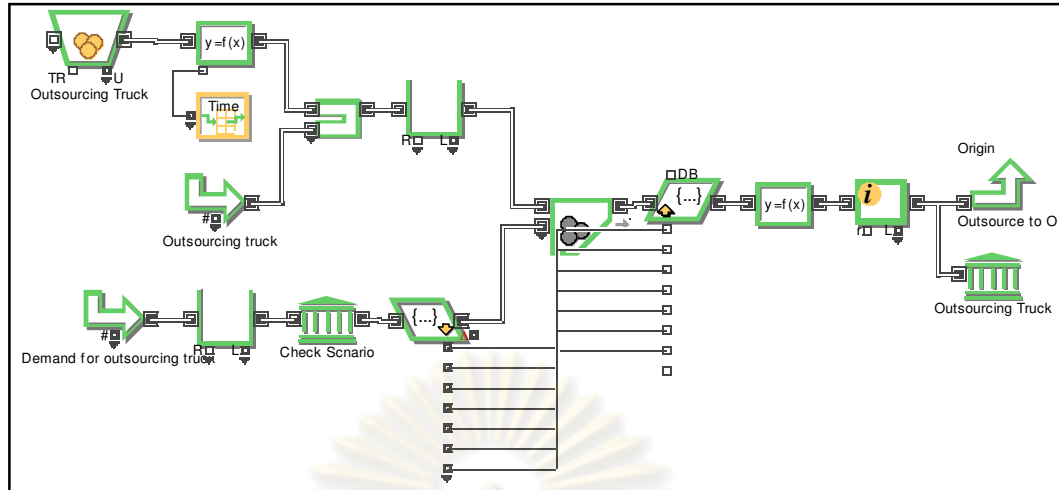 y=f(x)
TR
U
Outsourcing Truck
Time
R
L
#
Outsourcing truck
DB
{...}
y=f(x)
i
r
L
Origin
Outsource to O
Outsourcing Truck
#
Demand for outsourcing truck
R
L
Check Scnario
{...}
A